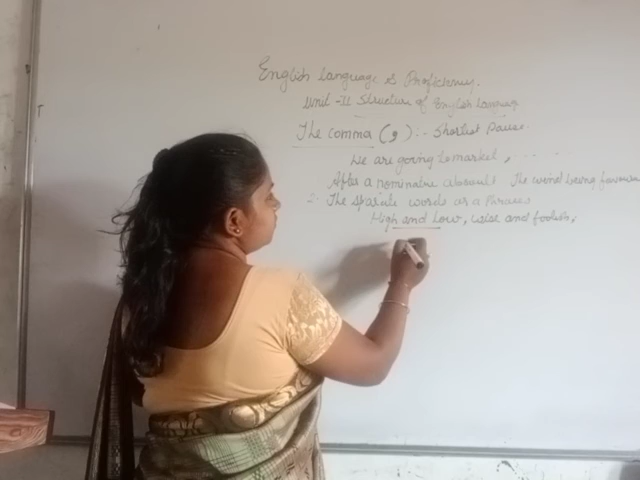 English language & Proficiency.
Unit - II Structure of English Language
The comma (,) .. Shortest Pause.
We are going to market , .....
After a nominative absolute The wind being favourable
2. The words as a Phrases
High and Low, wise and foolish,